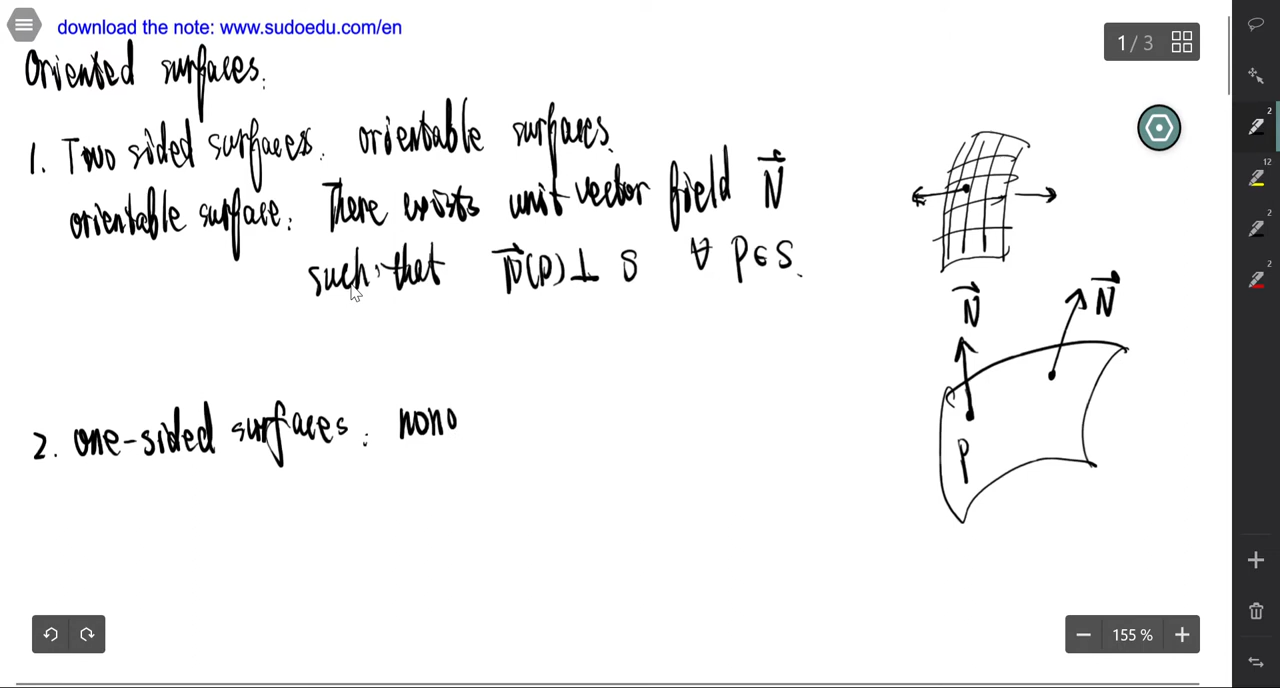 download the note: www.sudoedu.com/en
1 / 3
Oriented surfaces.
1. Two sided surfaces. orientable surfaces.
orientable surface: There exists unit vector field N⃗
such that N⃗(P) ⊥ S ∀ P ∈ S.
N⃗
N⃗
P
2. one-sided surfaces: nono
155 %